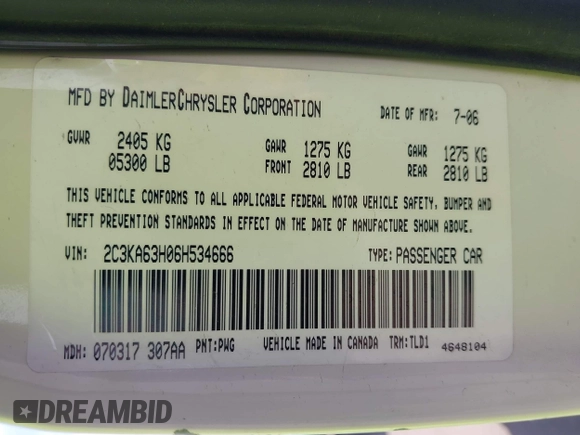 MFD BY DAIMLERCHRYSLER CORPORATION DATE OF MFR: 7-06
GVWR 2405 KG GAWR 1275 KG GAWR 1275 KG
05300 LB FRONT 2810 LB REAR 2810 LB
THIS VEHICLE CONFORMS TO ALL APPLICABLE FEDERAL MOTOR VEHICLE SAFETY, BUMPER AND
THEFT PREVENTION STANDARDS IN EFFECT ON THE DATE OF MANUFACTURE SHOWN ABOVE.
VIN: 2C3KA63H06H534666 TYPE: PASSENGER CAR
MDH: 070317 307AA PNT:PWG VEHICLE MADE IN CANADA TRM:TLD1 4648104
DREAMBID